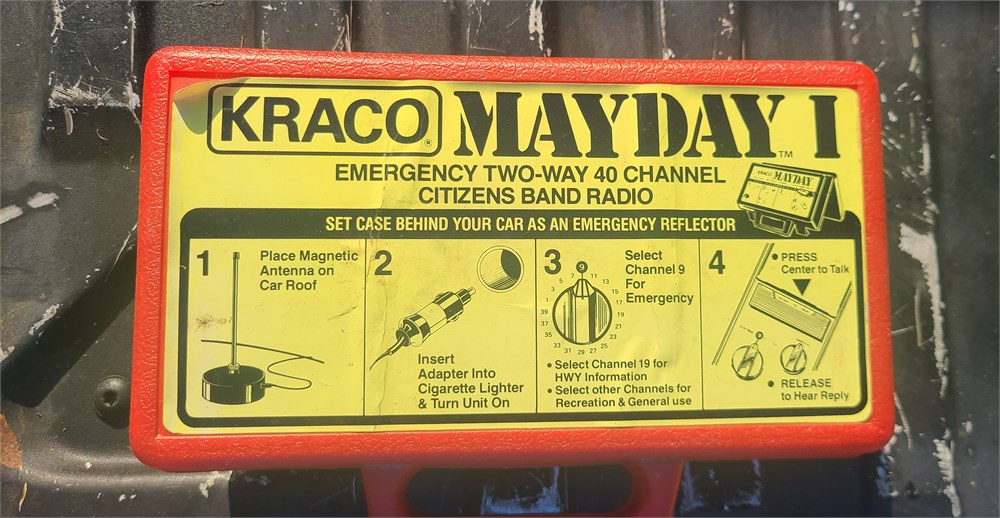 KRACO® MAYDAY I™
EMERGENCY TWO-WAY 40 CHANNEL
CITIZENS BAND RADIO
KRACO MAYDAY
SET CASE BEHIND YOUR CAR AS AN EMERGENCY REFLECTOR
1
Place Magnetic
Antenna on
Car Roof
2
Insert
Adapter Into
Cigarette Lighter
& Turn Unit On
3
Select
Channel 9
For
Emergency
9
7 11
5 13
3 15
1 17
39 19
37 21
35 23
33 25
31 29 27
• Select Channel 19 for
HWY Information
• Select other Channels for
Recreation & General use
4
• PRESS
Center to Talk
• RELEASE
to Hear Reply